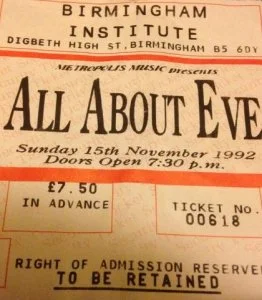 BIRMINGHAM
INSTITUTE
DIGBETH HIGH ST, BIRMINGHAM B5 6DY
METROPOLIS MUSIC presents
ALL ABOUT EVE
Sunday 15th November 1992
Doors Open 7:30 p.m.
£7.50
IN ADVANCE
TICKET NO.
00618
RIGHT OF ADMISSION RESERVE
TO BE RETAINED